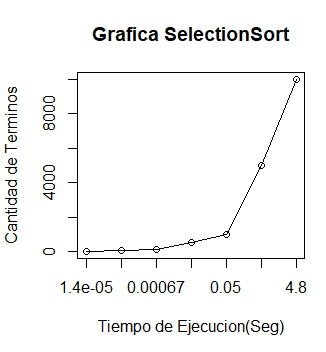 Grafica SelectionSort
Cantidad de Terminos
8000
4000
0
1.4e-05 0.00067 0.05 4.8
Tiempo de Ejecucion(Seg)